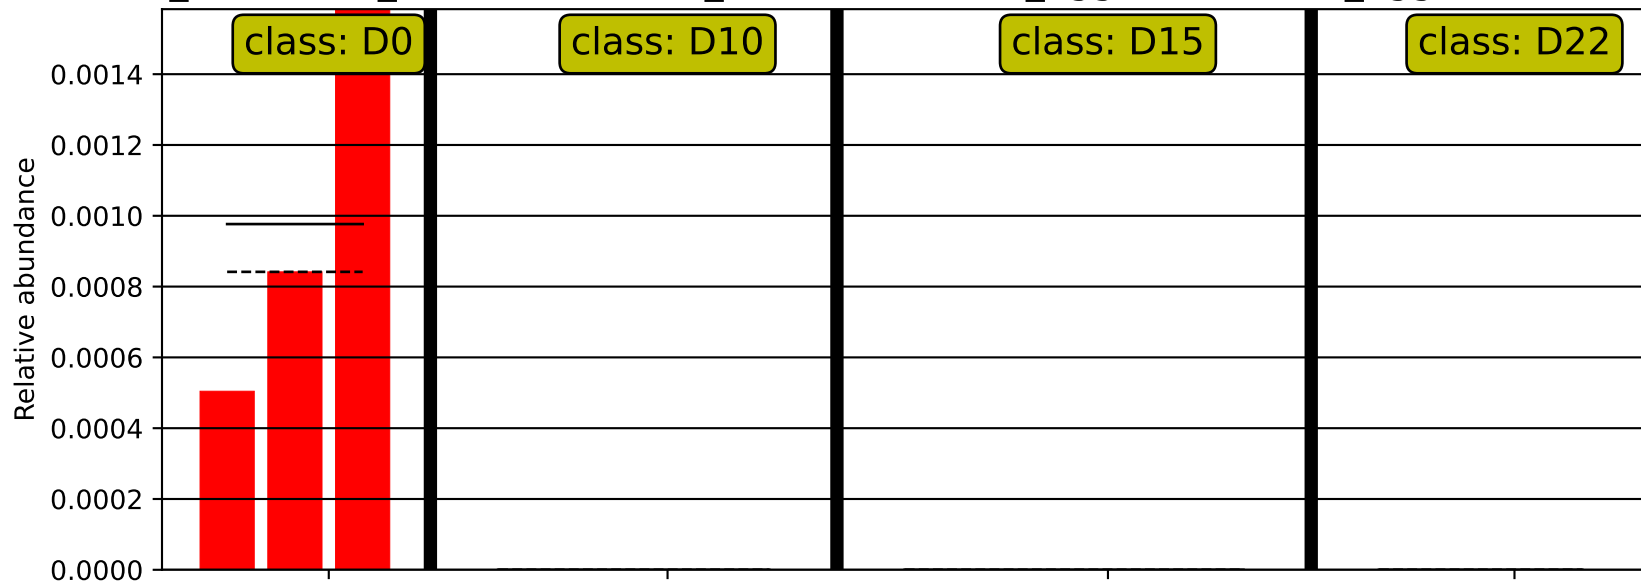 class: D0
class: D10
class: D15
class: D22
0.0014
0.0012
0.0010
0.0008
0.0006
0.0004
0.0002
0.0000
Relative abundance